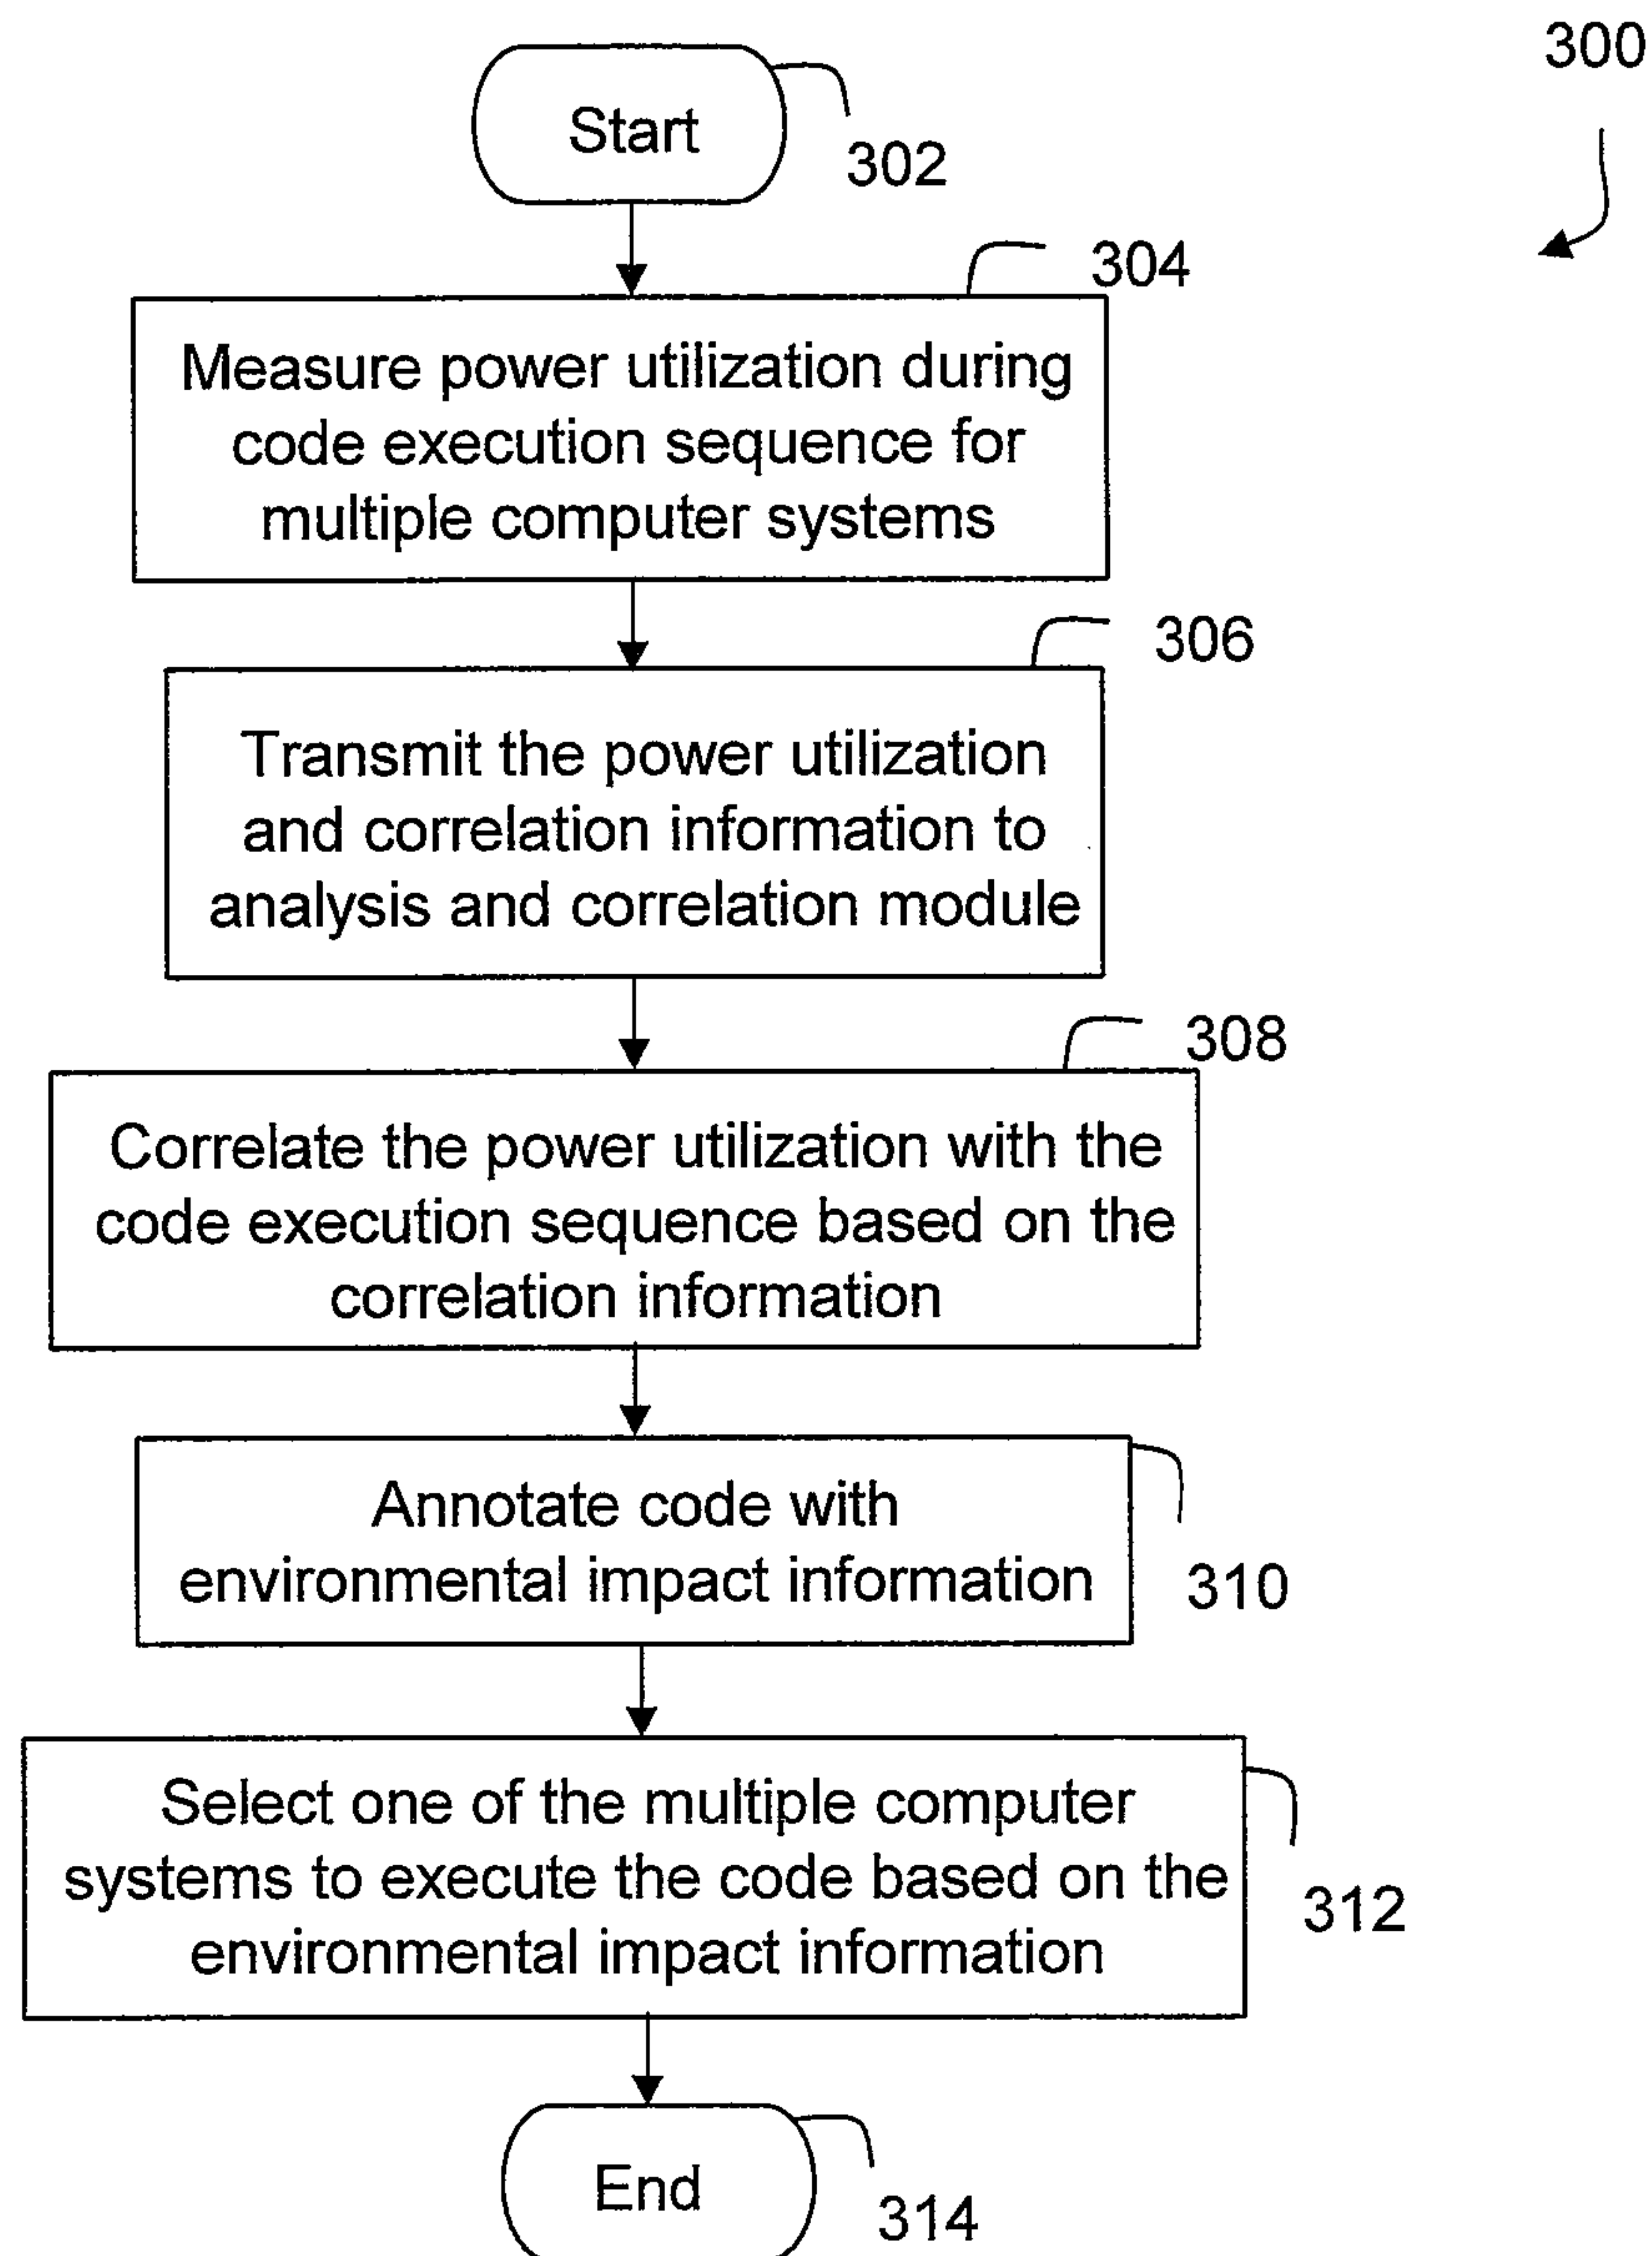 300
Start
302
304
Measure power utilization during
code execution sequence for
multiple computer systems
306
Transmit the power utilization
and correlation information to
analysis and correlation module
308
Correlate the power utilization with the
code execution sequence based on the
correlation information
Annotate code with
environmental impact information
310
Select one of the multiple computer
systems to execute the code based on the
environmental impact information
312
End
314